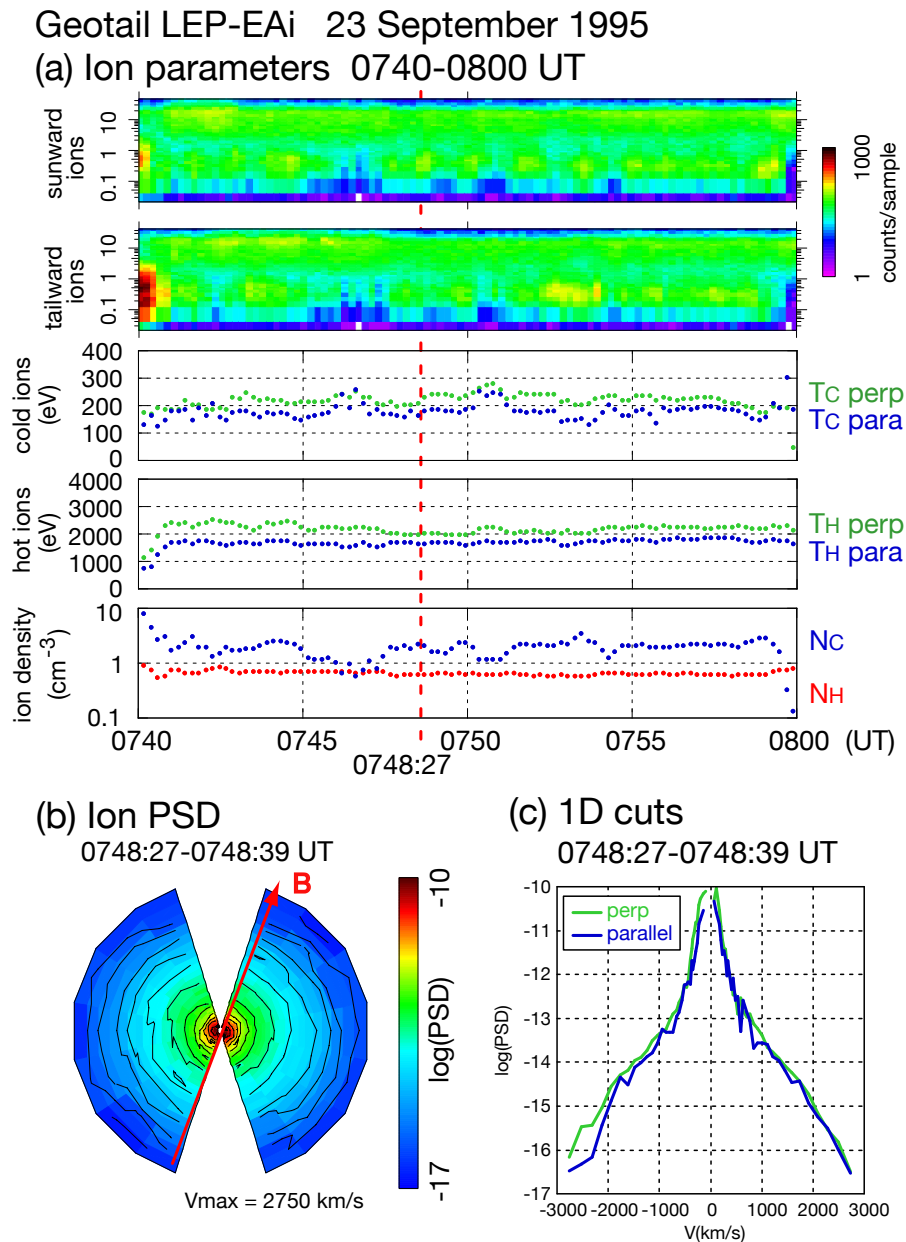 Geotail LEP-EAi 23 September 1995
(a) Ion parameters 0740-0800 UT
sunward
ions
10
1
0.1
tailward
ions
10
1
0.1
1000
1
counts/sample
cold ions
(eV)
400
300
200
100
0
TC perp
TC para
hot ions
(eV)
4000
3000
2000
1000
0
TH perp
TH para
ion density
(cm-3)
10
1
0.1
NC
NH
0740 0745 0750 0755 0800 (UT)
0748:27
(b) Ion PSD
0748:27-0748:39 UT
B
-10
-17
log(PSD)
Vmax = 2750 km/s
(c) 1D cuts
0748:27-0748:39 UT
perp
parallel
log(PSD)
-10
-11
-12
-13
-14
-15
-16
-17
-3000 -2000 -1000 0 1000 2000 3000
V(km/s)